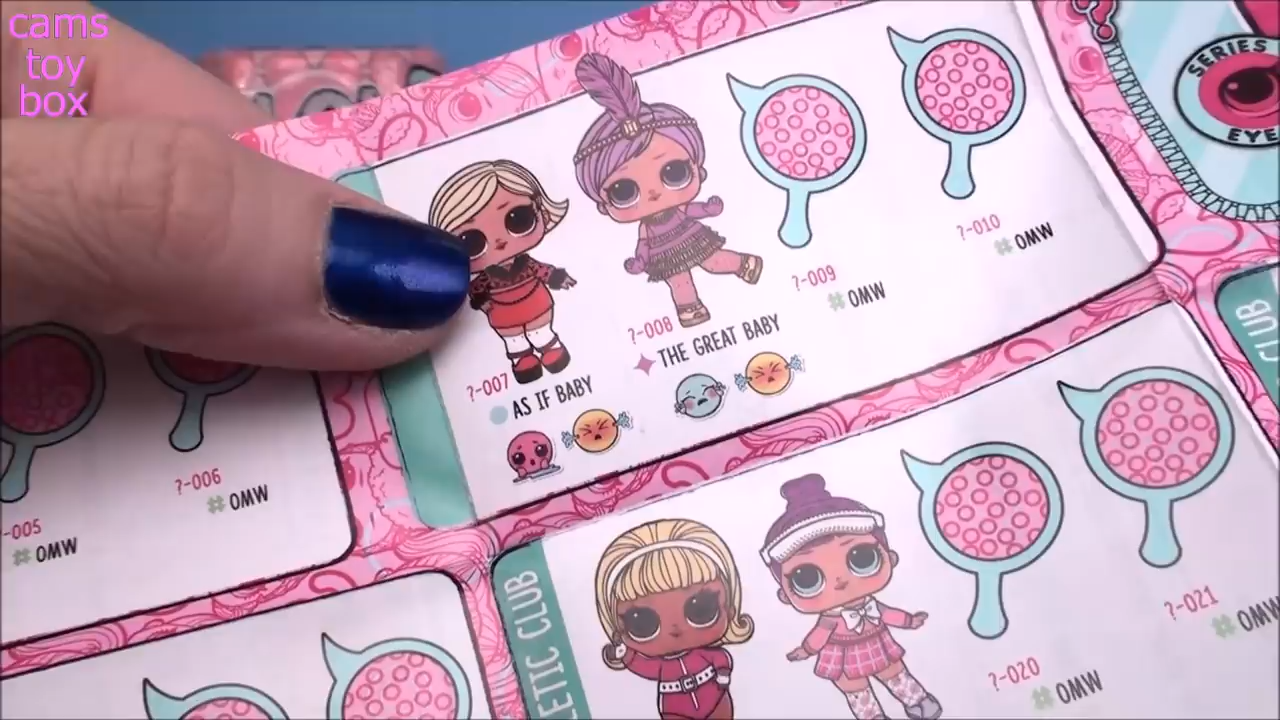 cams
toy
box
SERIES
EYE
?-010
# OMW
?-009
# OMW
?-008
THE GREAT BABY
?-007
AS IF BABY
?-006
# OMW
-005
# OMW
CLUB
ETIC CLUB
?-021
# OMW
?-020
# OMW